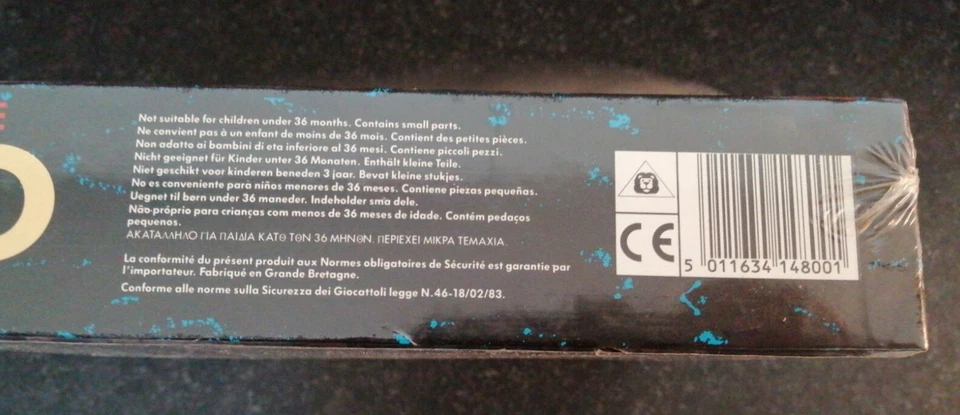 Not suitable for children under 36 months. Contains small parts.
Ne convient pas à un enfant de moins de 36 mois. Contient des petites pièces.
Non adatto ai bambini di eta inferiore al 36 mesi. Contiene piccoli pezzi.
Nicht geeignet für Kinder unter 36 Monaten. Enthält kleine Teile.
Niet geschikt voor kinderen beneden 3 jaar. Bevat kleine stukjes.
No es conveniente para niños menores de 36 meses. Contiene piezas pequeñas.
Uegnet til børn under 36 maneder. Indeholder sma dele.
Não próprio para crianças com menos de 36 meses de idade. Contém pedaços
pequenos.
ΑΚΑΤΑΛΛΗΛΟ ΓΙΑ ΠΑΙΔΙΑ ΚΑΤΘ ΤΘΝ 36 ΜΗΝΘΝ. ΠΕΡΙΕΧΕΙ ΜΙΚΡΑ ΤΕΜΑΧΙΑ.
La conformité du présent produit aux Normes obligatoires de Sécurité est garantie par
l'importateur. Fabriqué en Grande Bretagne.
Conforme alle norme sulla Sicurezza dei Giocattoli legge N.46-18/02/83.
CE
5 011634 148001